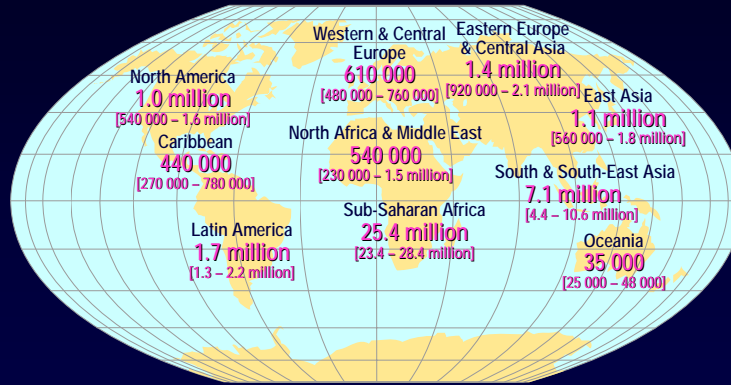 Western & Central
Europe
610 000
[480 000 – 760 000]
Eastern Europe
& Central Asia
1.4 million
[920 000 – 2.1 million]
North America
1.0 million
[540 000 – 1.6 million]
East Asia
1.1 million
[560 000 – 1.8 million]
Caribbean
440 000
[270 000 – 780 000]
North Africa & Middle East
540 000
[230 000 – 1.5 million]
South & South-East Asia
7.1 million
[4.4 – 10.6 million]
Latin America
1.7 million
[1.3 – 2.2 million]
Sub-Saharan Africa
25.4 million
[23.4 – 28.4 million]
Oceania
35 000
[25 000 – 48 000]